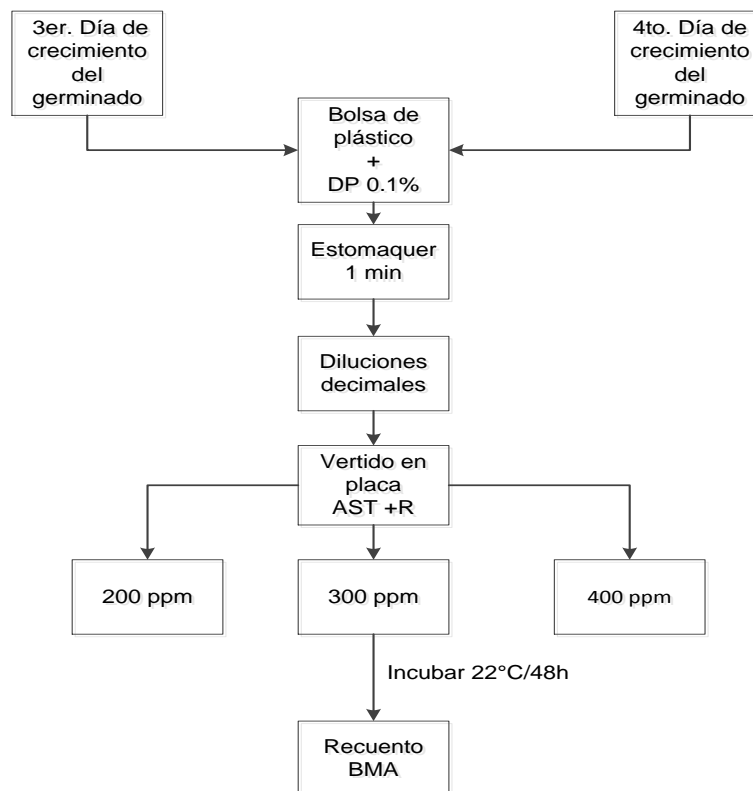 3er. Día de
crecimiento
del
germinado
4to. Día de
crecimiento
del
germinado
Bolsa de
plástico
+
DP 0.1%
Estomaquer
1 min
Diluciones
decimales
Vertido en
placa
AST +R
200 ppm
300 ppm
400 ppm
Incubar 22°C/48h
Recuento
BMA